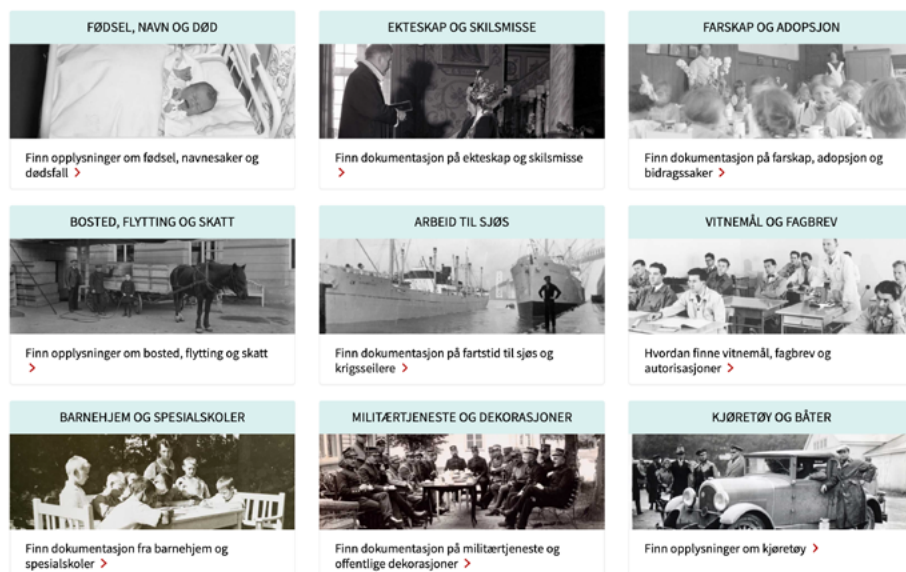 FØDSEL, NAVN OG DØD
Finn opplysninger om fødsel, navnesaker og
dødsfall >
EKTESKAP OG SKILSMISSE
Finn dokumentasjon på ekteskap og skilsmisse
>
FARSKAP OG ADOPSJON
Finn dokumentasjon på farskap, adopsjon og
bidragssaker >
BOSTED, FLYTTING OG SKATT
Finn opplysninger om bosted, flytting og skatt
>
ARBEID TIL SJØS
Finn dokumentasjon på fartstid til sjøs og
krigsseilere >
VITNEMÅL OG FAGBREV
Hvordan finne vitnemål, fagbrev og
autorisasjoner >
BARNEHJEM OG SPESIALSKOLER
Finn dokumentasjon fra barnehjem og
spesialskoler >
MILITÆRTJENESTE OG DEKORASJONER
Finn dokumentasjon på militærtjeneste og
offentlige dekorasjoner >
KJØRETØY OG BÅTER
Finn opplysninger om kjøretøy >